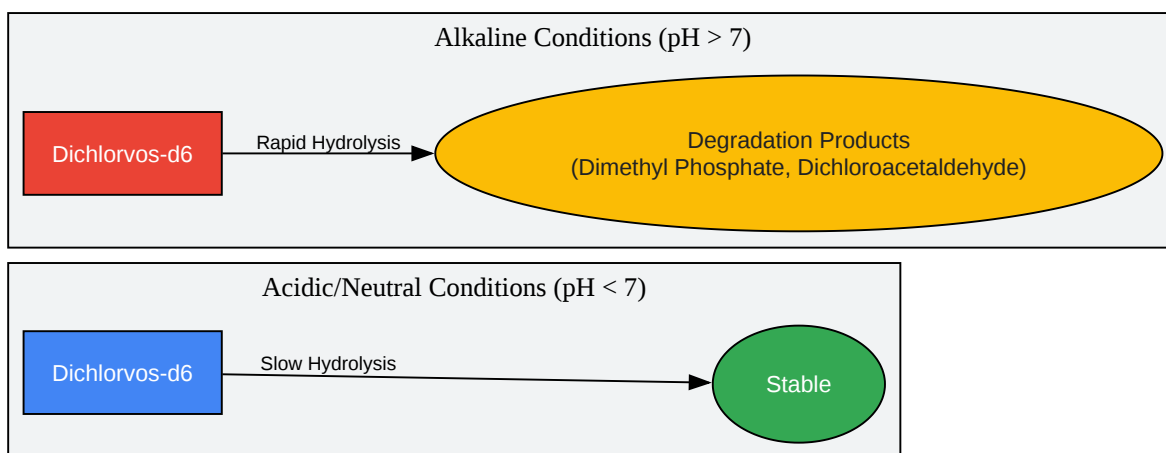 Alkaline Conditions (pH > 7)
Dichlorvos-d6
Rapid Hydrolysis
Degradation Products
(Dimethyl Phosphate, Dichloroacetaldehyde)
Acidic/Neutral Conditions (pH < 7)
Dichlorvos-d6
Slow Hydrolysis
Stable